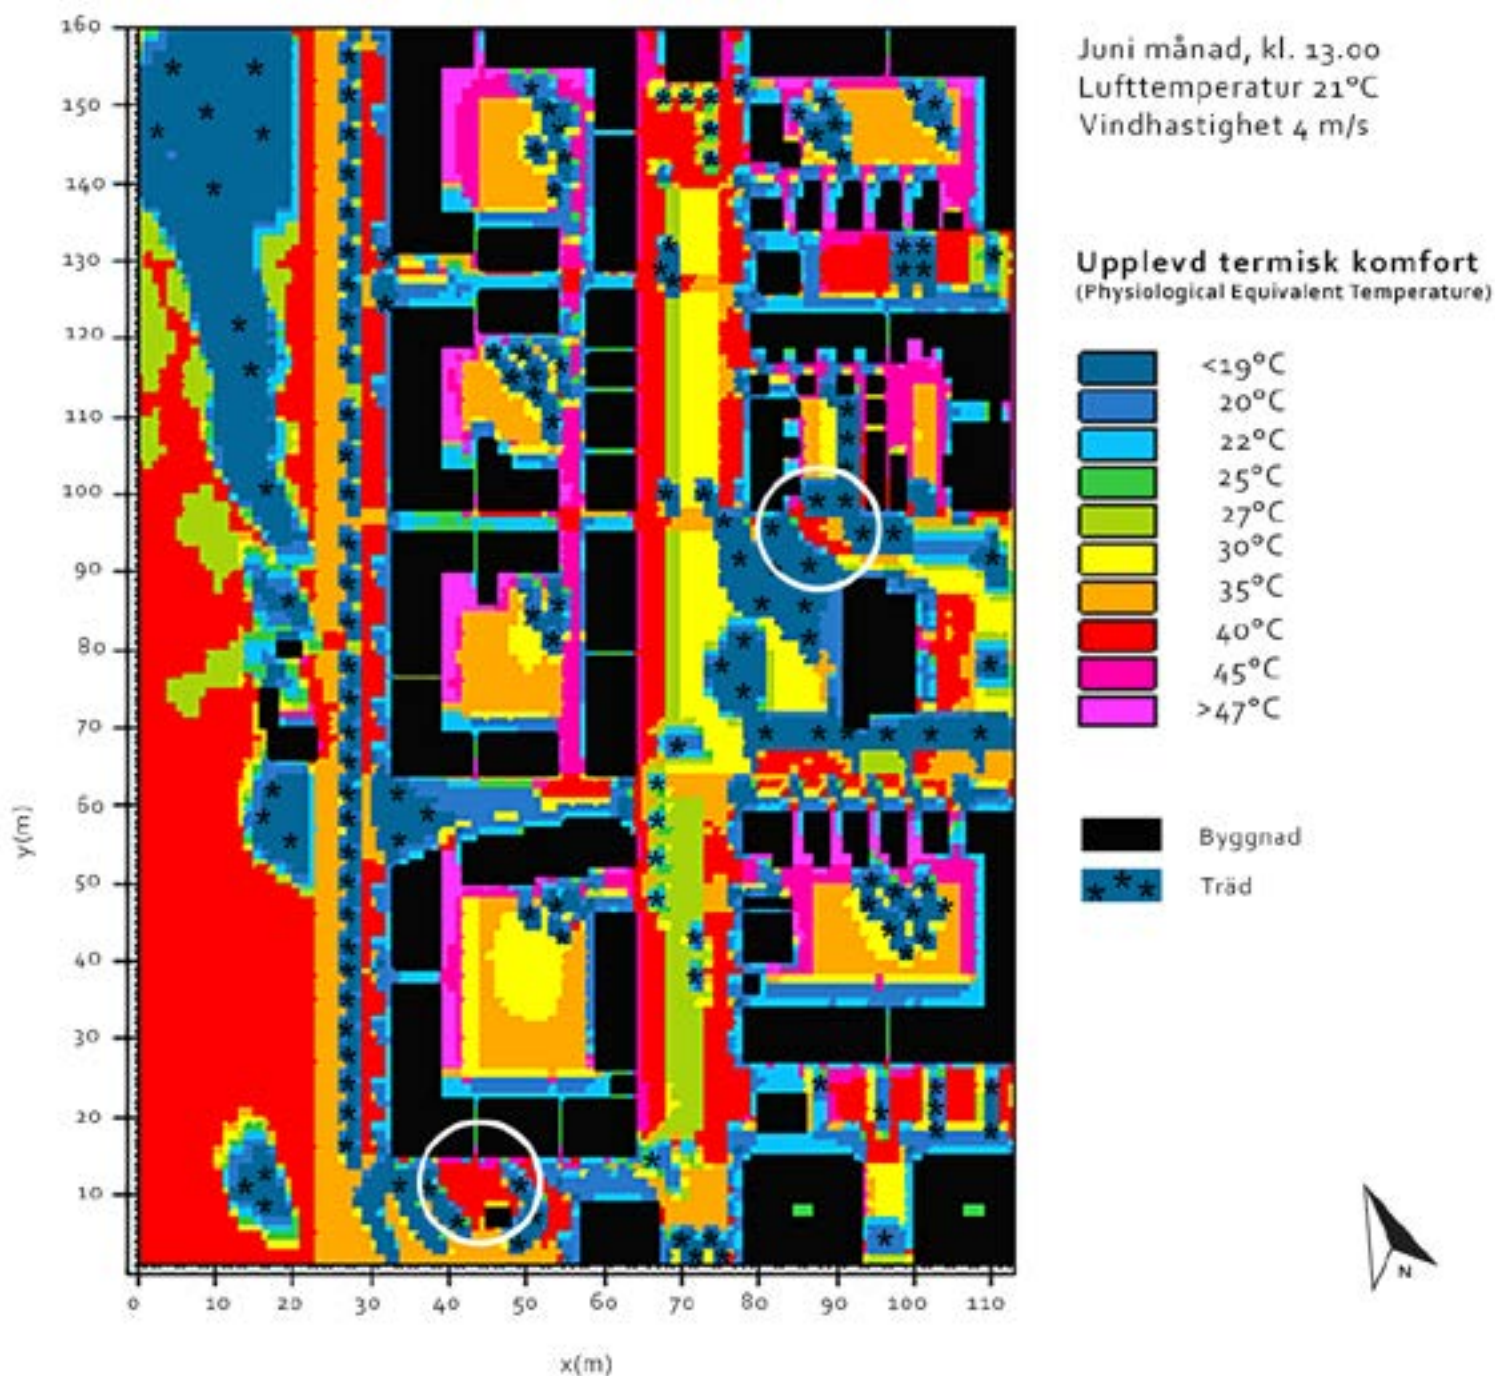 Juni månad, kl. 13.00
Lufttemperatur 21°C
Vindhastighet 4 m/s
Upplevd termisk komfort
(Physiological Equivalent Temperature)
<19°C
20°C
22°C
25°C
27°C
30°C
35°C
40°C
45°C
>47°C
Byggnad
Träd
160
150
140
130
120
110
100
90
80
70
60
50
40
30
20
10
y(m)
0 10 20 30 40 50 60 70 80 90 100 110
x(m)
N